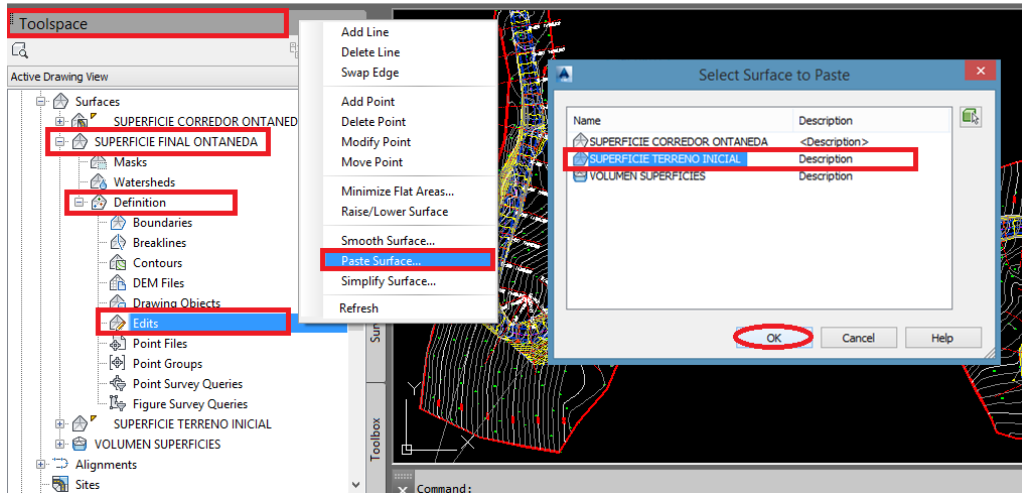 Toolspace
Active Drawing View
Surfaces
SUPERFICIE CORREDOR ONTANED
SUPERFICIE FINAL ONTANEDA
Masks
Watersheds
Definition
Boundaries
Breaklines
Contours
DEM Files
Drawing Objects
Edits
Point Files
Point Groups
Point Survey Queries
Figure Survey Queries
SUPERFICIE TERRENO INICIAL
VOLUMEN SUPERFICIES
Alignments
Sites
Add Line
Delete Line
Swap Edge
Add Point
Delete Point
Modify Point
Move Point
Minimize Flat Areas...
Raise/Lower Surface
Smooth Surface...
Paste Surface...
Simplify Surface...
Refresh
Sur
Toolbox
Select Surface to Paste
Name Description
SUPERFICIE CORREDOR ONTANEDA <Description>
SUPERFICIE TERRENO INICIAL Description
VOLUMEN SUPERFICIES Description
OK Cancel Help
Y
X
Command: